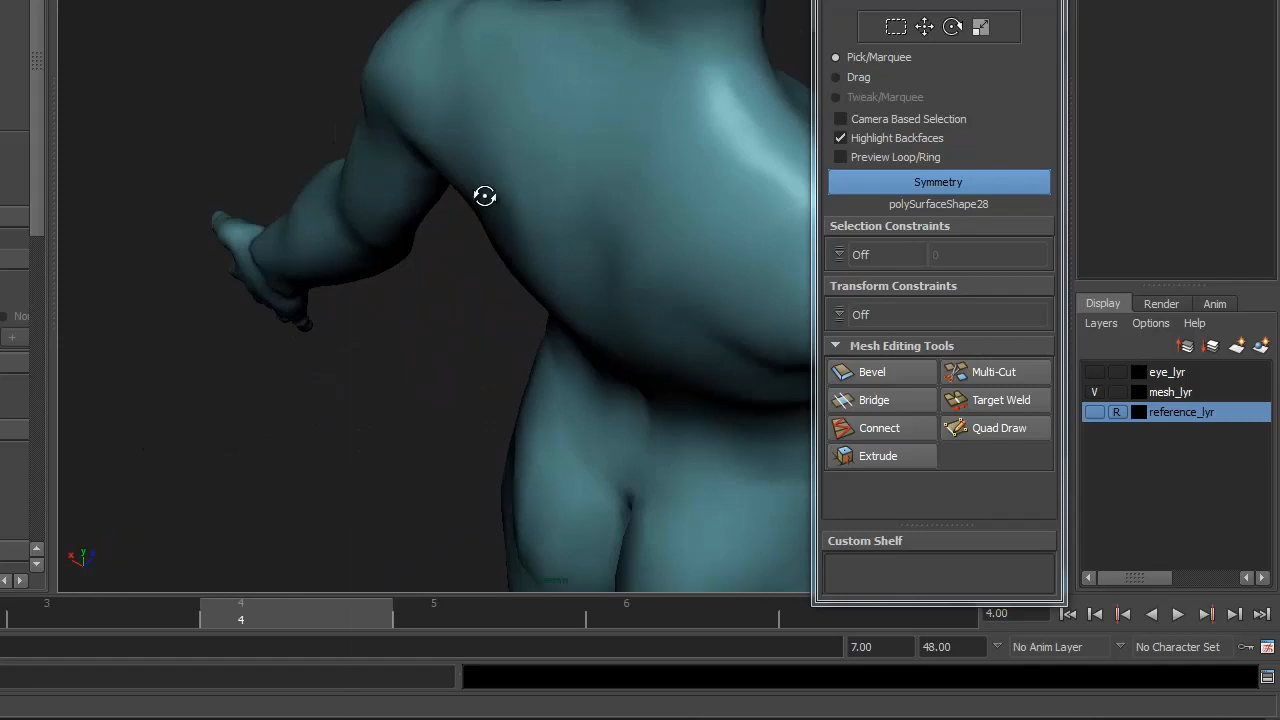 Pick/Marquee
Drag
Tweak/Marquee
Camera Based Selection
Highlight Backfaces
Preview Loop/Ring
Symmetry
polySurfaceShape28
Selection Constraints
Off 0
Transform Constraints
Off
Mesh Editing Tools
Bevel Multi-Cut
Bridge Target Weld
Connect Quad Draw
Extrude
Custom Shelf
Display Render Anim
Layers Options Help
eye_lyr
V mesh_lyr
R reference_lyr
No
+
x y
3 4 5 6
4
4.00
7.00 48.00 No Anim Layer No Character Set